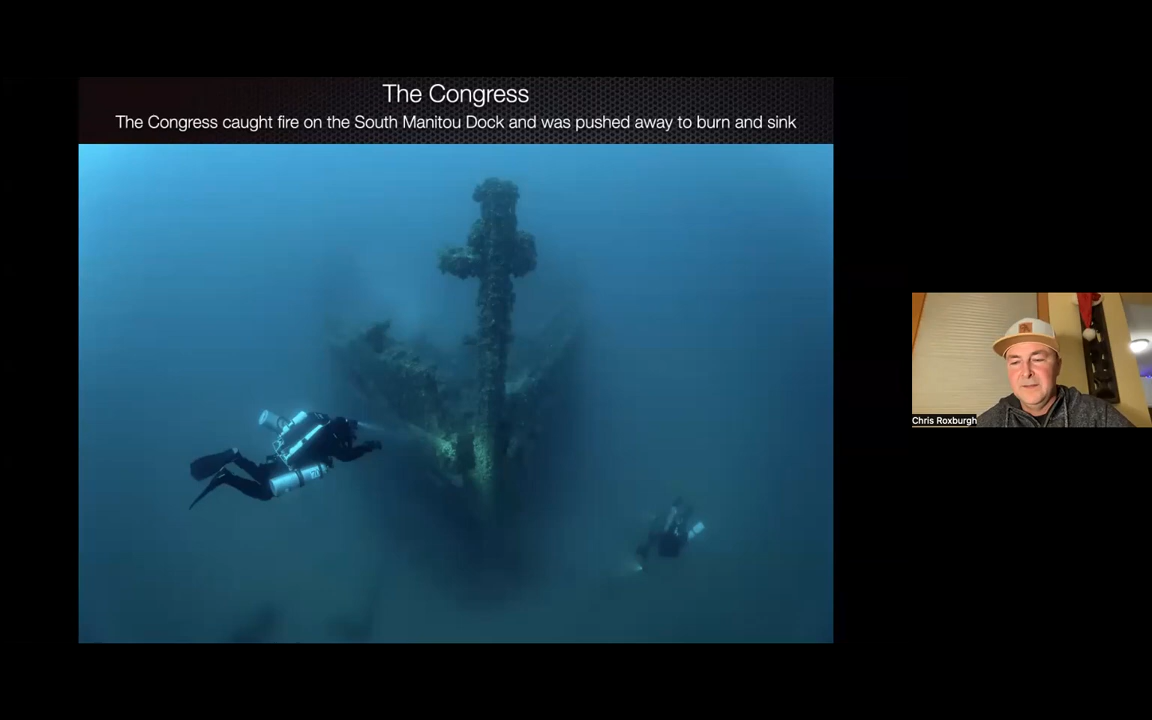 The Congress
The Congress caught fire on the South Manitou Dock and was pushed away to burn and sink
Chris Roxburgh